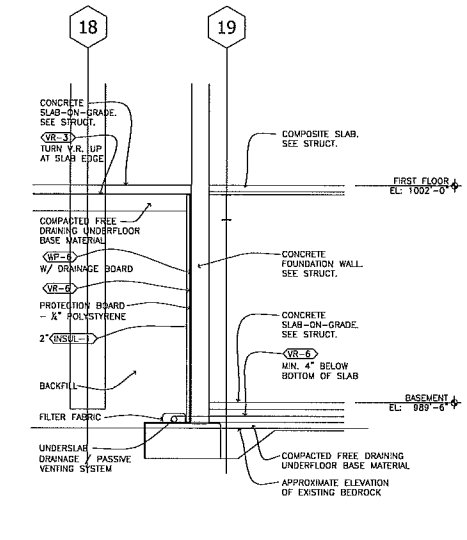 18
19
CONCRETE
SLAB-ON-GRADE.
SEE STRUCT.
VR-3
TURN V.R. UP
AT SLAB EDGE
COMPOSITE SLAB.
SEE STRUCT.
FIRST FLOOR
EL: 1002'-0"
COMPACTED FREE
DRAINING UNDERFLOOR
BASE MATERIAL
WP-6
W/ DRAINAGE BOARD
VR-6
PROTECTION BOARD
- ¼" POLYSTYRENE
2" INSUL-1
BACKFILL
FILTER FABRIC
UNDERSLAB
DRAINAGE / PASSIVE
VENTING SYSTEM
CONCRETE
FOUNDATION WALL.
SEE STRUCT.
CONCRETE
SLAB-ON-GRADE.
SEE STRUCT.
VR-6
MIN. 4" BELOW
BOTTOM OF SLAB
BASEMENT
EL: 989'-6"
COMPACTED FREE DRAINING
UNDERFLOOR BASE MATERIAL
APPROXIMATE ELEVATION
OF EXISTING BEDROCK